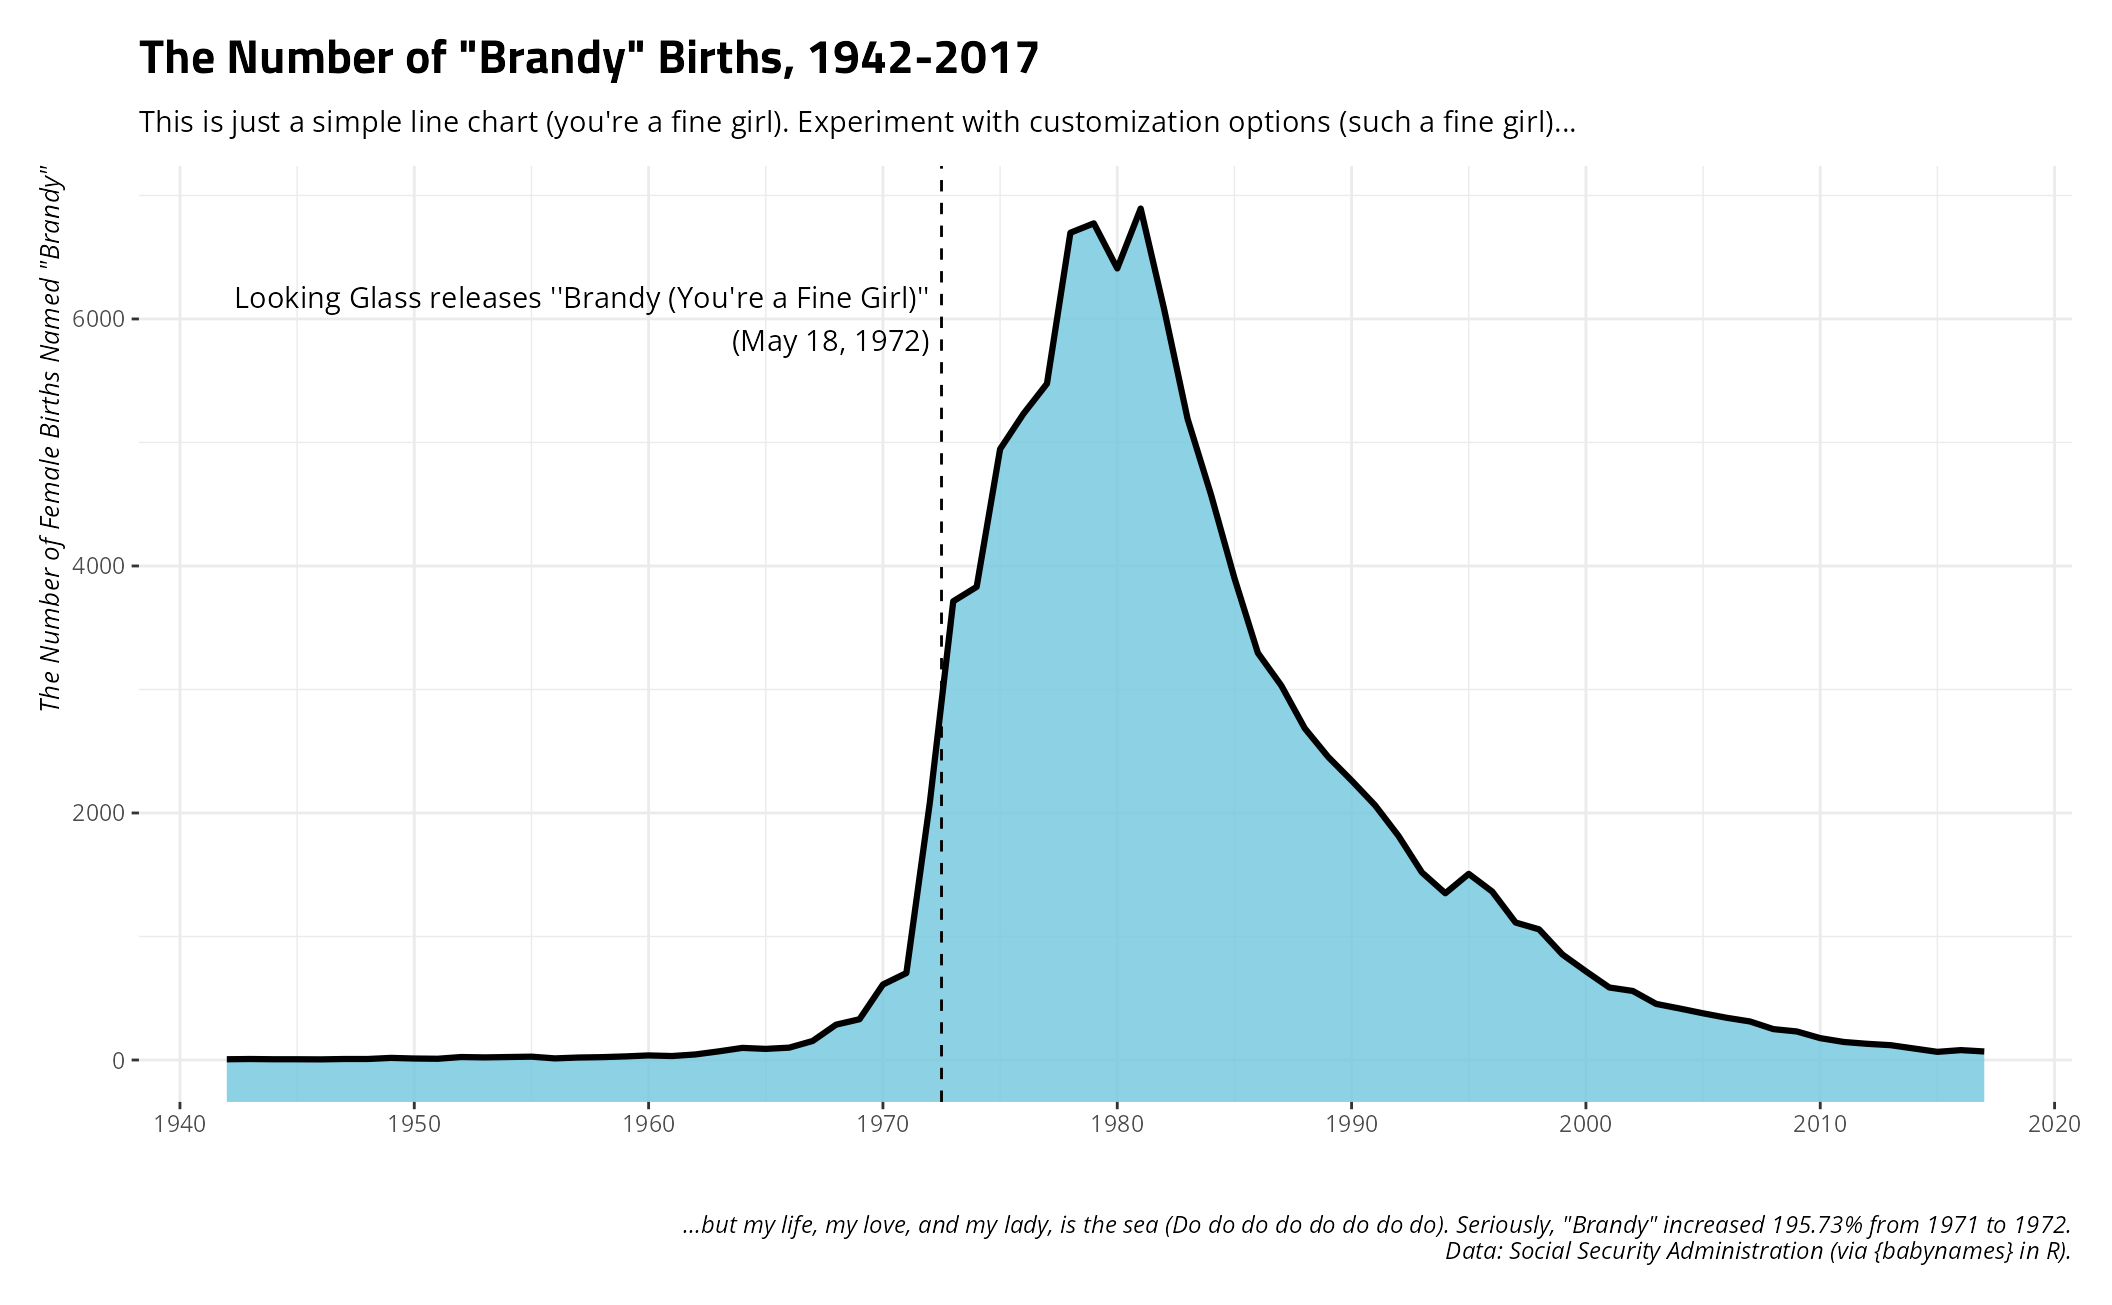 The Number of "Brandy" Births, 1942-2017
This is just a simple line chart (you're a fine girl). Experiment with customization options (such a fine girl)...
The Number of Female Births Named "Brandy"
Looking Glass releases ''Brandy (You're a Fine Girl)''
(May 18, 1972)
6000
4000
2000
0
1940 1950 1960 1970 1980 1990 2000 2010 2020
...but my life, my love, and my lady, is the sea (Do do do do do do do do). Seriously, "Brandy" increased 195.73% from 1971 to 1972.
Data: Social Security Administration (via {babynames} in R).